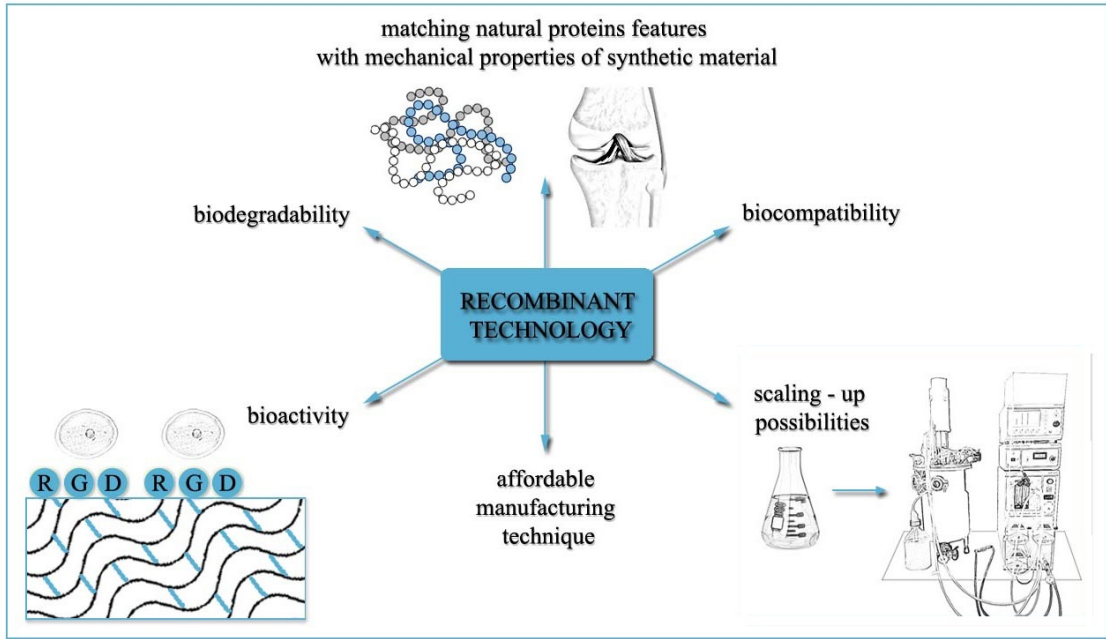 matching natural proteins features
with mechanical properties of synthetic material
biodegradability
biocompatibility
RECOMBINANT
TECHNOLOGY
bioactivity
scaling - up
possibilities
R G D R G D
affordable
manufacturing
technique